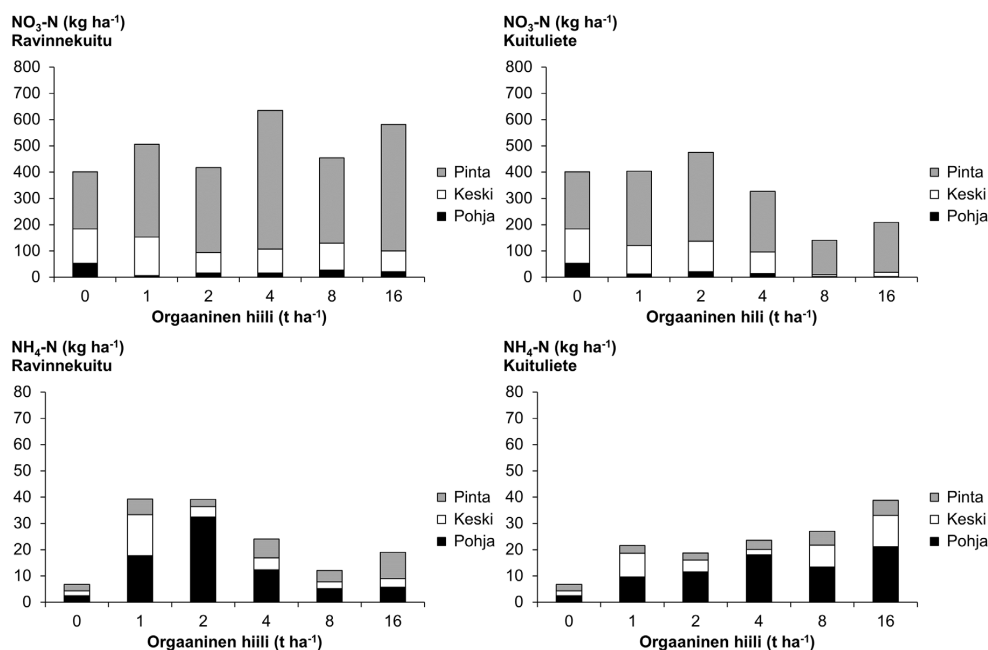 NO₃-N (kg ha⁻¹)
Ravinnekuitu
800
700
600
500
400
300
200
100
0
0 1 2 4 8 16
Orgaaninen hiili (t ha⁻¹)
Pinta
Keski
Pohja
NO₃-N (kg ha⁻¹)
Kuituliete
800
700
600
500
400
300
200
100
0
0 1 2 4 8 16
Orgaaninen hiili (t ha⁻¹)
Pinta
Keski
Pohja
NH₄-N (kg ha⁻¹)
Ravinnekuitu
80
70
60
50
40
30
20
10
0
0 1 2 4 8 16
Orgaaninen hiili (t ha⁻¹)
Pinta
Keski
Pohja
NH₄-N (kg ha⁻¹)
Kuituliete
80
70
60
50
40
30
20
10
0
0 1 2 4 8 16
Orgaaninen hiili (t ha⁻¹)
Pinta
Keski
Pohja